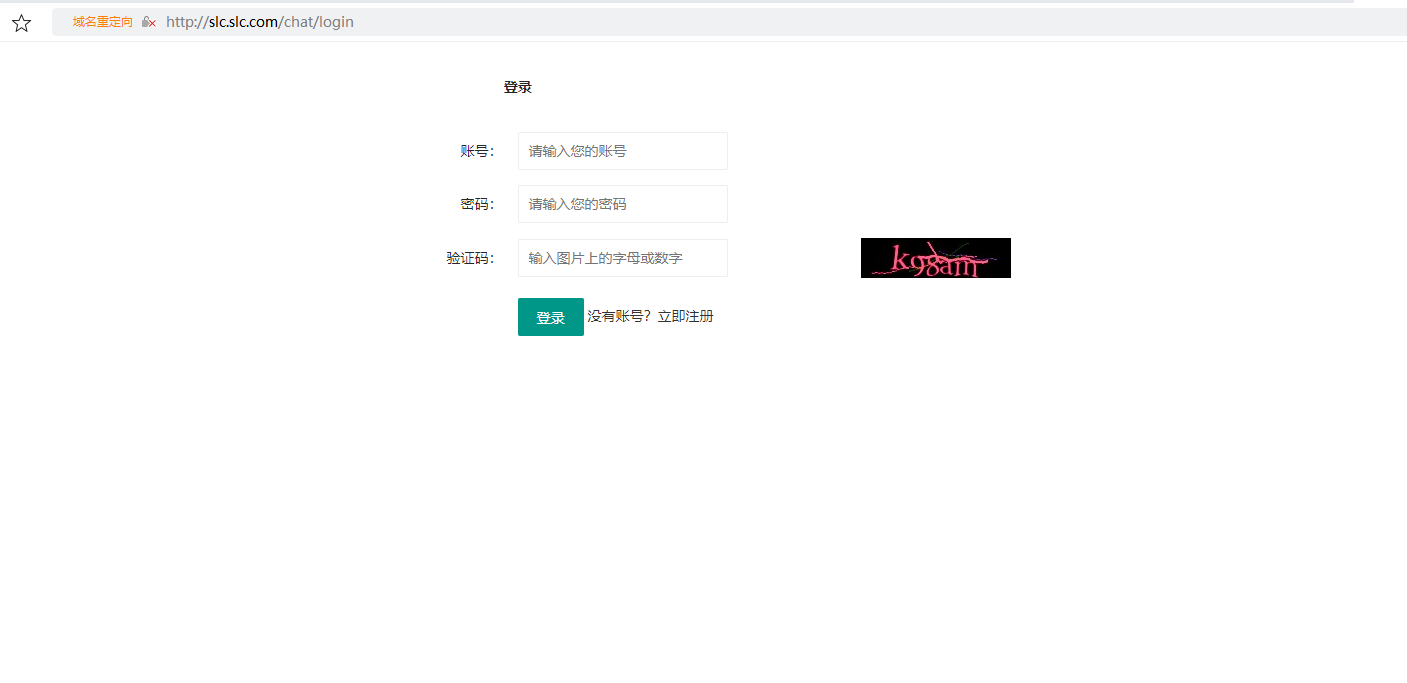 域名重定向 http://slc.slc.com/chat/login
登录
账号： 请输入您的账号
密码： 请输入您的密码
验证码： 输入图片上的字母或数字 k98am
登录 没有账号？立即注册